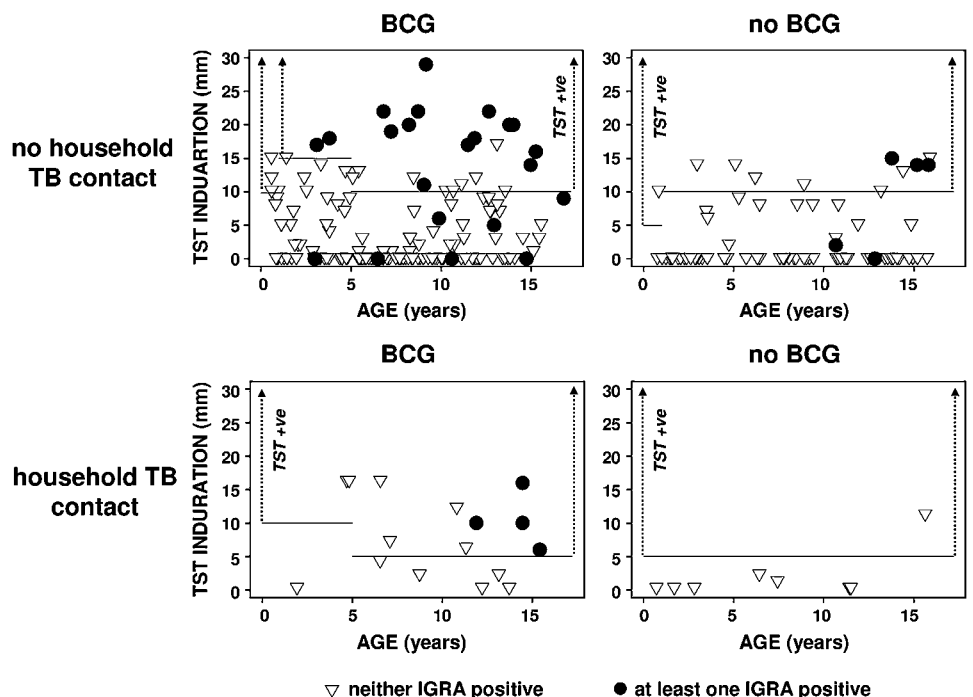 BCG
no BCG
no household
TB contact
TST INDUARTION (mm)
30
25
20
15
10
5
0
TST +ve
0 5 10 15
AGE (years)
TST +ve
30
25
20
15
10
5
0
0 5 10 15
AGE (years)
BCG
no BCG
household TB
contact
TST INDURATION (mm)
30
25
20
15
10
5
0
TST +ve
0 5 10 15
AGE (years)
TST +ve
30
25
20
15
10
5
0
0 5 10 15
AGE (years)
neither IGRA positive
at least one IGRA positive